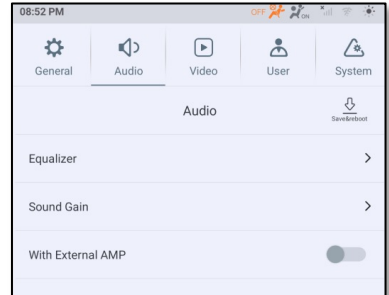 08:52 PM OFF ON
General Audio Video User System
Audio Save&reboot
Equalizer
Sound Gain
With External AMP